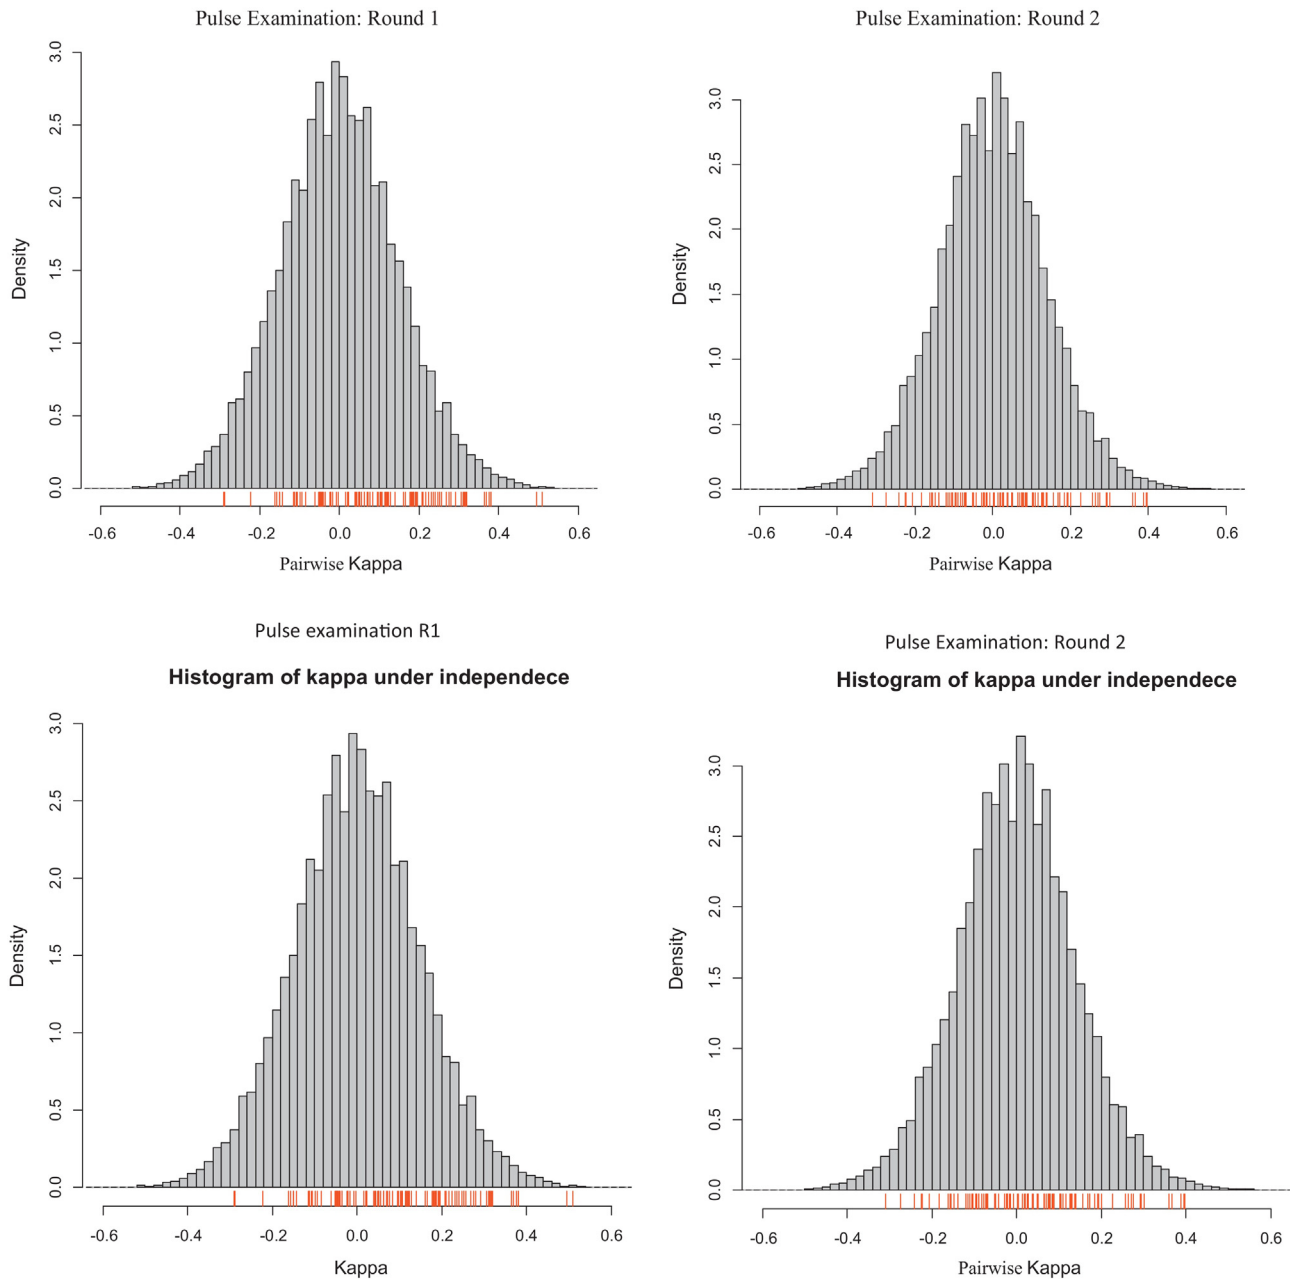 Pulse Examination: Round 1
3.0
2.5
2.0
1.5
1.0
0.5
0.0
Density
-0.6 -0.4 -0.2 0.0 0.2 0.4 0.6
Pairwise Kappa
Pulse Examination: Round 2
3.0
2.5
2.0
1.5
1.0
0.5
0.0
Density
-0.6 -0.4 -0.2 0.0 0.2 0.4 0.6
Pairwise Kappa
Pulse examination R1
Histogram of kappa under independece
3.0
2.5
2.0
1.5
1.0
0.5
0.0
Density
-0.6 -0.4 -0.2 0.0 0.2 0.4 0.6
Kappa
Pulse Examination: Round 2
Histogram of kappa under independece
3.0
2.5
2.0
1.5
1.0
0.5
0.0
Density
-0.6 -0.4 -0.2 0.0 0.2 0.4 0.6
Pairwise Kappa